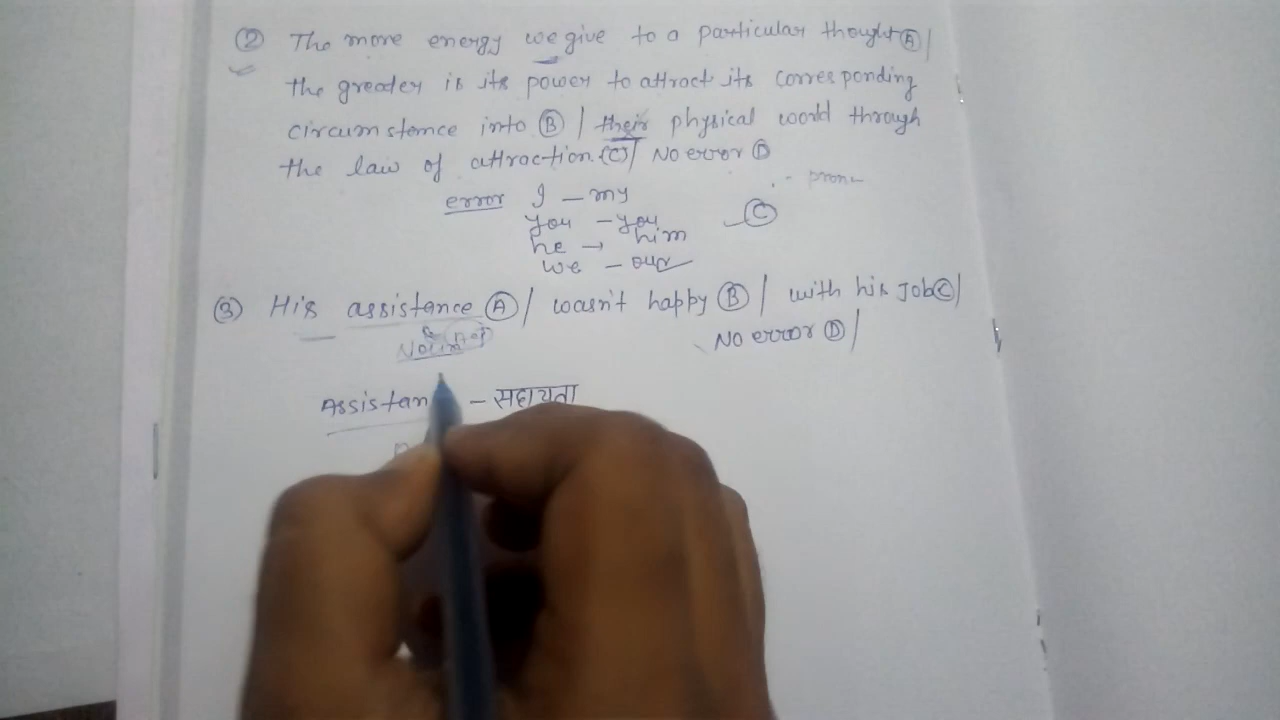 ② The more energy we give to a particular thought Ⓐ/
the greater is its power to attract its corresponding
circumstence into Ⓑ / their physical world through
the law of attraction. (C)/ No error Ⓓ
error I – my
you – you
he → him
we – our
Ⓒ
③ His assistance Ⓐ/ wasn't happy Ⓑ/ with his Job Ⓒ/
No error Ⓓ/
Noun
Assistan – सहायता